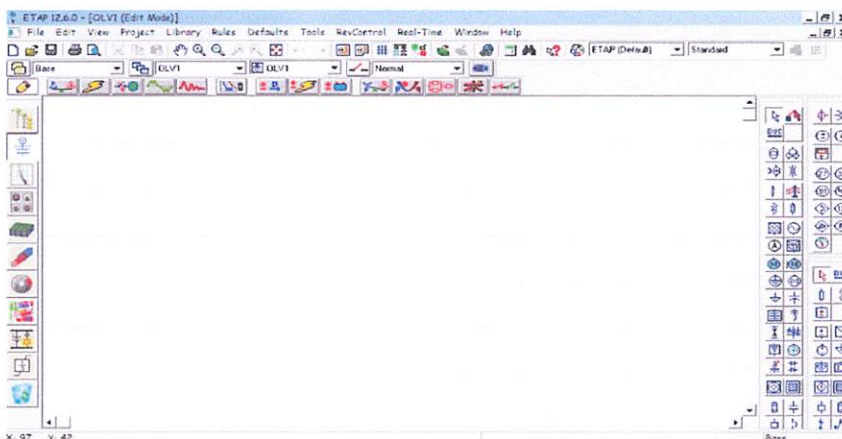 ETAP 12.6.0 - [OLV1 (Edit Mode)]
File Edit View Project Library Rules Defaults Tools RevControl Real-Time Window Help
ETAP (Default) Standard
Base OLV1 OLV1 Normal
BUS
X: 97 Y: 42
Base